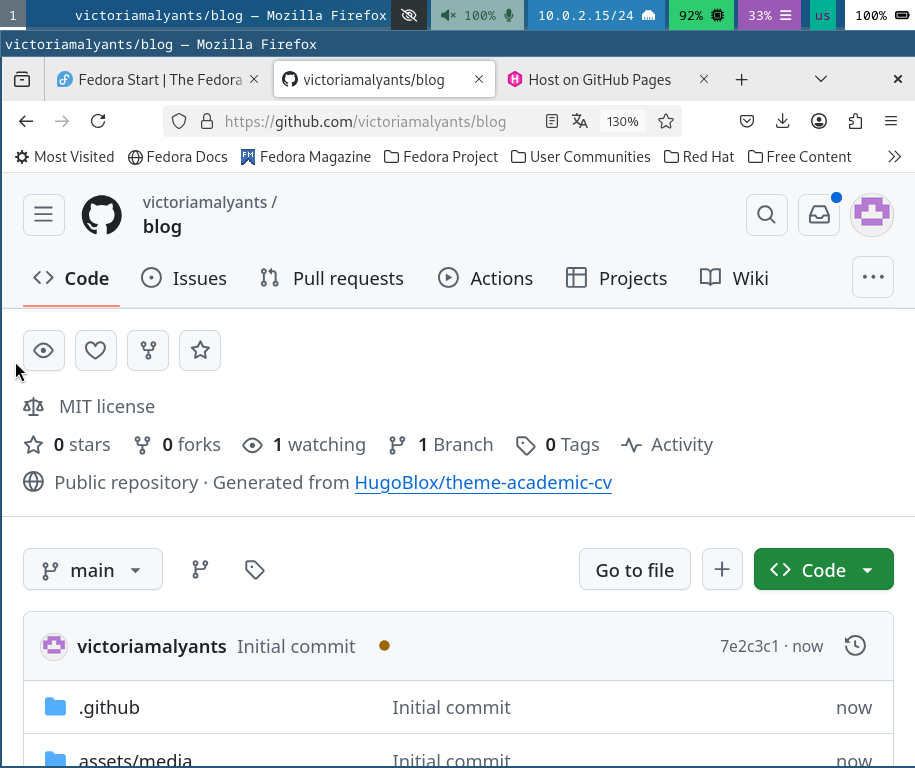 1 victoriamalyants/blog — Mozilla Firefox 100% 10.0.2.15/24 92% 33% us 100%
victoriamalyants/blog — Mozilla Firefox
Fedora Start | The Fedora victoriamalyants/blog Host on GitHub Pages
https://github.com/victoriamalyants/blog 130%
Most Visited Fedora Docs Fedora Magazine Fedora Project User Communities Red Hat Free Content
victoriamalyants /
blog
Code Issues Pull requests Actions Projects Wiki
MIT license
0 stars 0 forks 1 watching 1 Branch 0 Tags Activity
Public repository · Generated from HugoBlox/theme-academic-cv
main Go to file Code
victoriamalyants Initial commit 7e2c3c1 · now
.github Initial commit now
assets/media Initial commit now